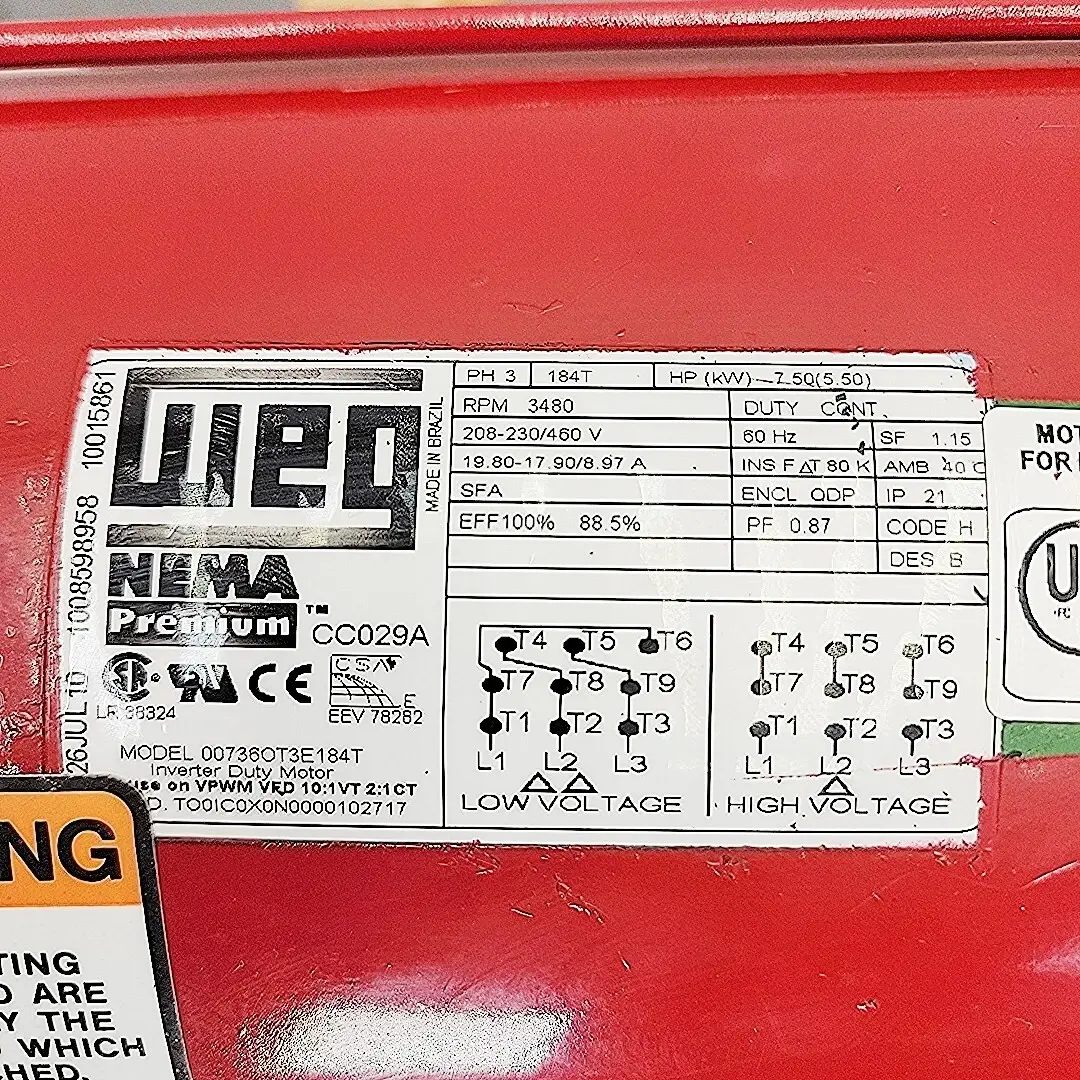 10015861
1008598958
26JUL10
weg
MADE IN BRAZIL
NEMA
Premium™
CC029A
CSA
LR 38324
E
EEV 78282
MODEL 00736OT3E184T
Inverter Duty Motor
use on VPWM VFD 10:1VT 2:1CT
TO0IC0X0N0000102717
PH 3 184T HP (kW) 7.50(5.50)
RPM 3480 DUTY CONT.
208-230/460 V 60 Hz SF 1.15
19.80-17.90/8.97 A INS F ΔT 80 K AMB 40 C
SFA ENCL ODP IP 21
EFF100% 88.5% PF 0.87 CODE H
DES B
T4 T5 T6
T7 T8 T9
T1 T2 T3
L1 L2 L3
LOW VOLTAGE
T4 T5 T6
T7 T8 T9
T1 T2 T3
L1 L2 L3
HIGH VOLTAGE
FOR
NG
TING
ARE
THE
WHICH